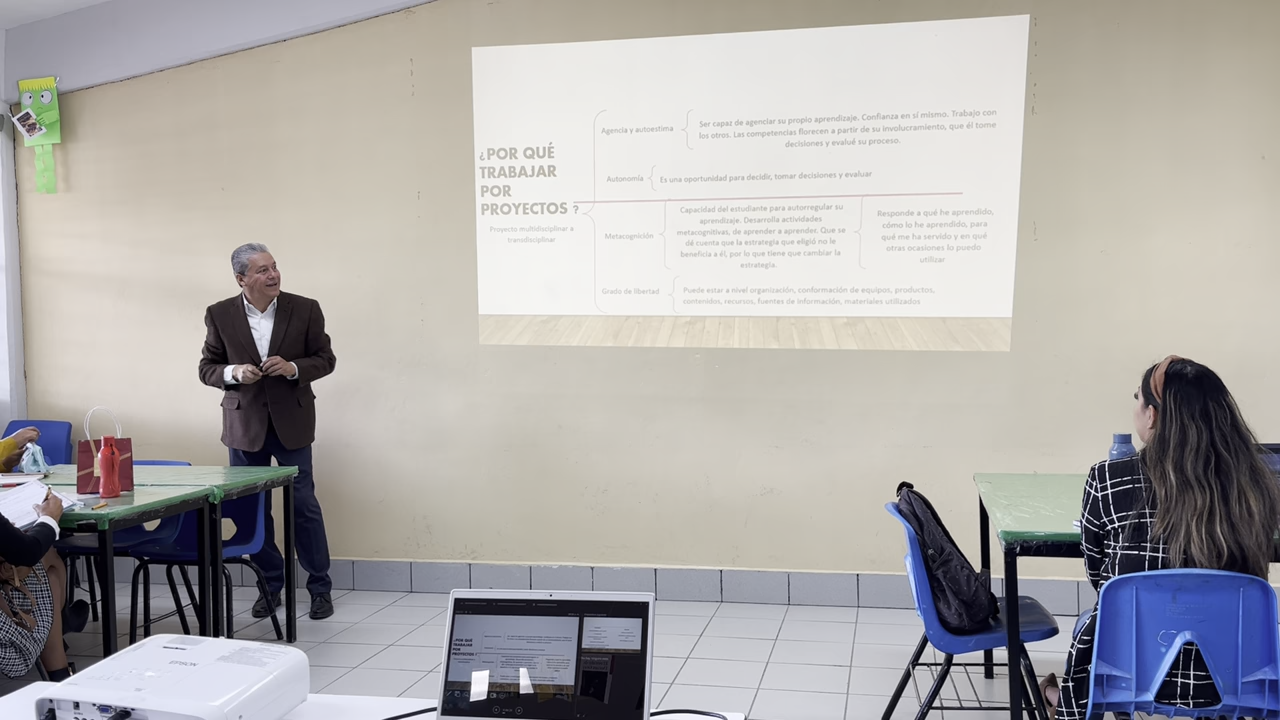 ¿POR QUÉ
TRABAJAR
POR
PROYECTOS ?
Proyecto multidisciplinar a
transdisciplinar
Agencia y autoestima
Ser capaz de agenciar su propio aprendizaje. Confianza en sí mismo. Trabajo con
los otros. Las competencias florecen a partir de su involucramiento, que él tome
decisiones y evalué su proceso.
Autonomía
Es una oportunidad para decidir, tomar decisiones y evaluar
Metacognición
Capacidad del estudiante para autorregular su
aprendizaje. Desarrolla actividades
metacognitivas, de aprender a aprender. Que se
dé cuenta que la estrategia que eligió no le
beneficia a él, por lo que tiene que cambiar la
estrategia.
Responde a qué he aprendido,
cómo lo he aprendido, para
qué me ha servido y en qué
otras ocasiones lo puedo
utilizar
Grado de libertad
Puede estar a nivel organización, conformación de equipos, productos,
contenidos, recursos, fuentes de información, materiales utilizados
¿POR QUÉ
TRABAJAR
POR
PROYECTOS ?